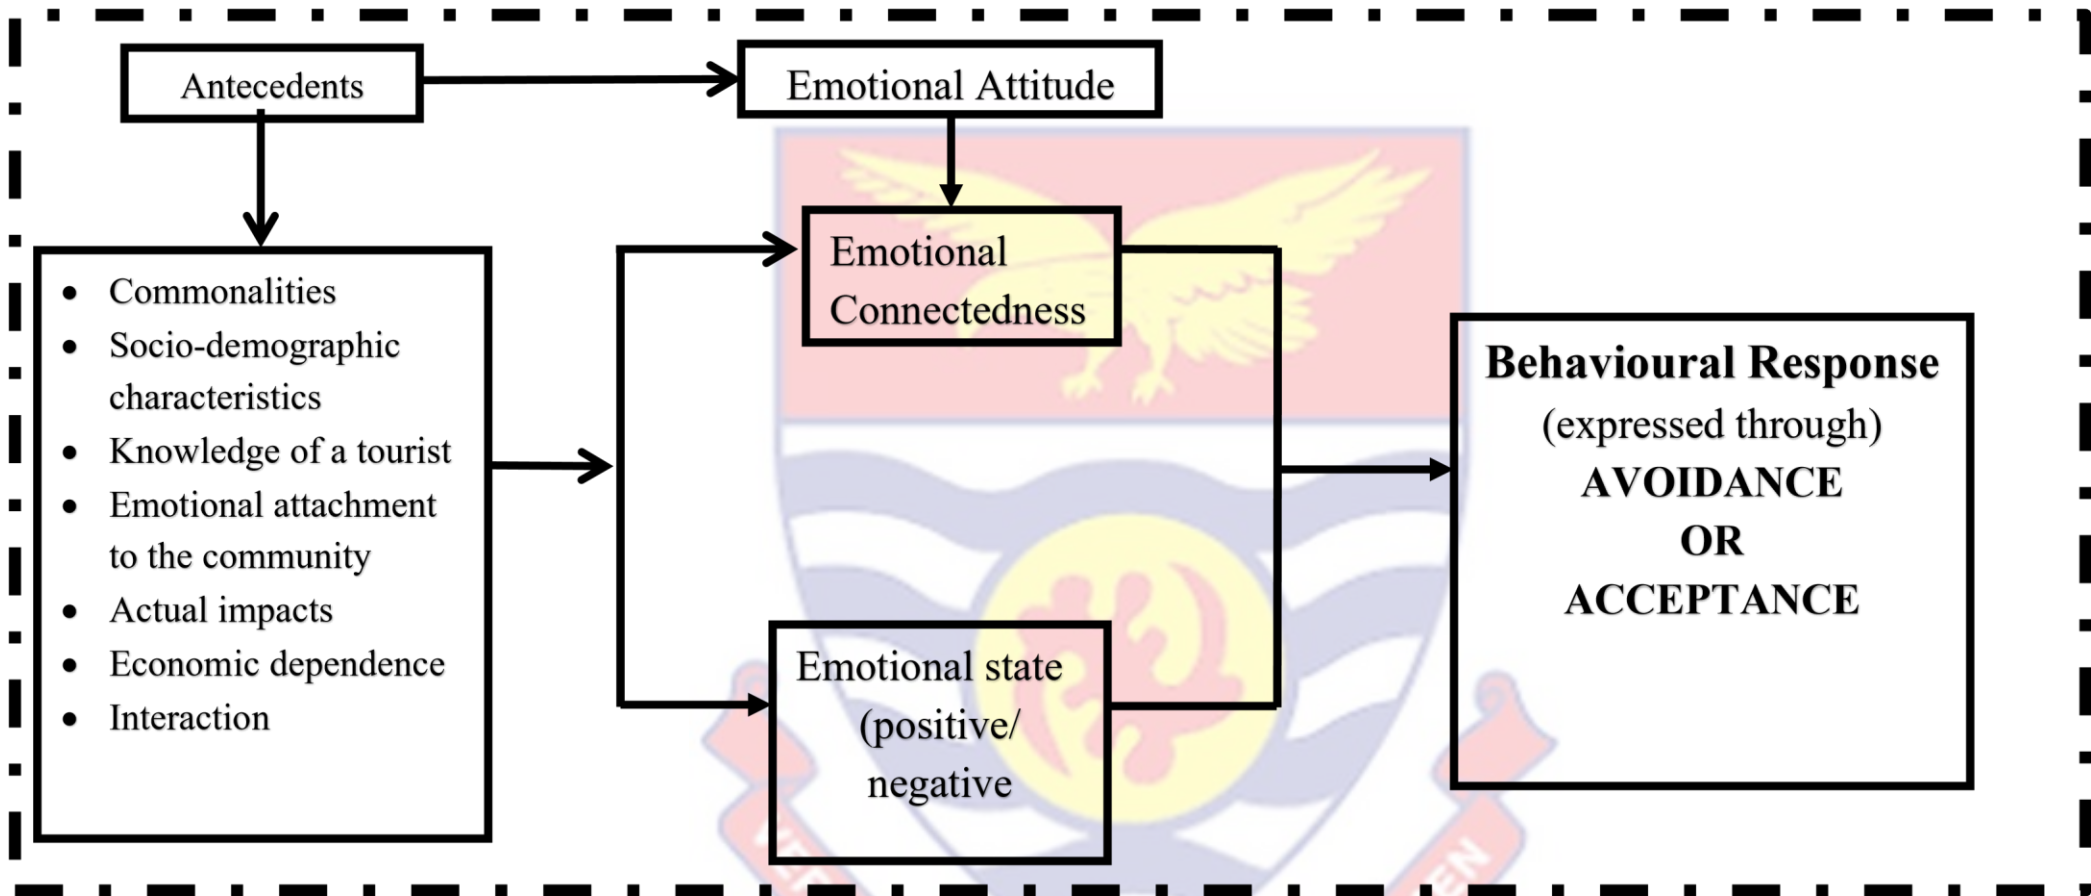 Antecedents
Emotional Attitude
• Commonalities
• Socio-demographic
characteristics
• Knowledge of a tourist
• Emotional attachment
to the community
• Actual impacts
• Economic dependence
• Interaction
Emotional
Connectedness
Emotional state
(positive/
negative
Behavioural Response
(expressed through)
AVOIDANCE
OR
ACCEPTANCE